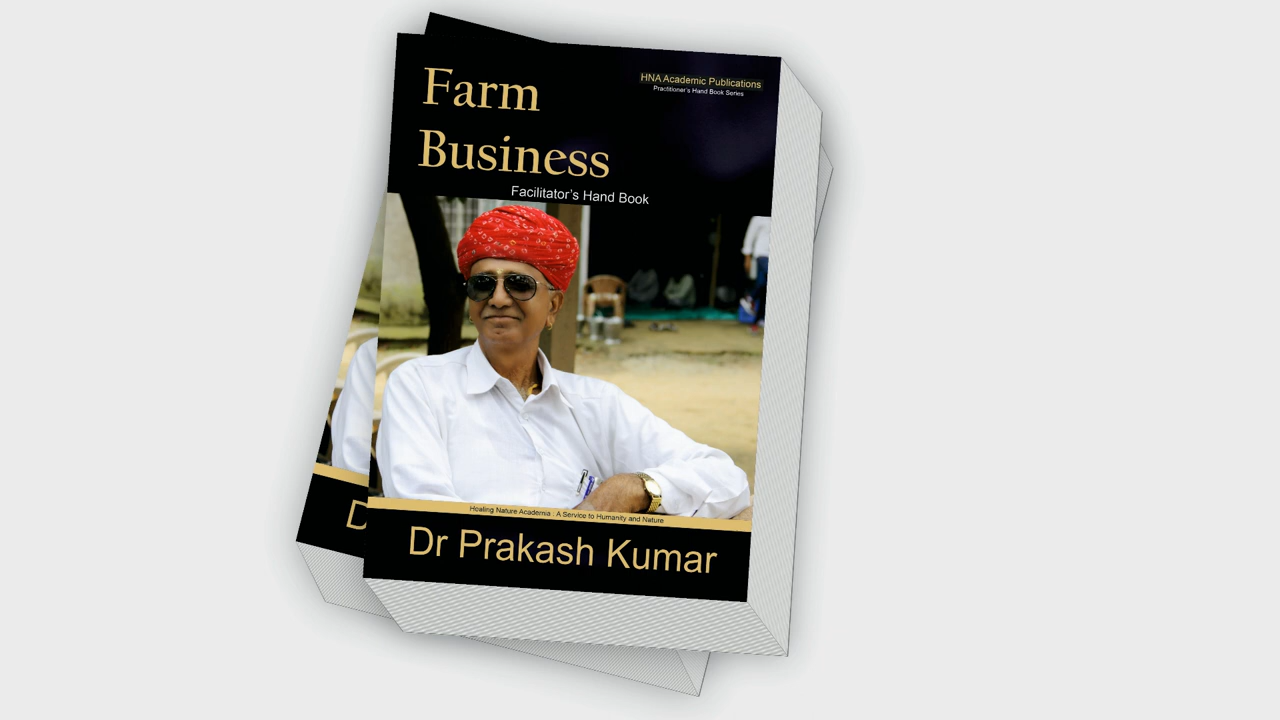 Farm
Business
HNA Academic Publications
Practitioner's Hand Book Series
Facilitator's Hand Book
Healing Nature Academia . A Service to Humanity and Nature
Dr Prakash Kumar
D